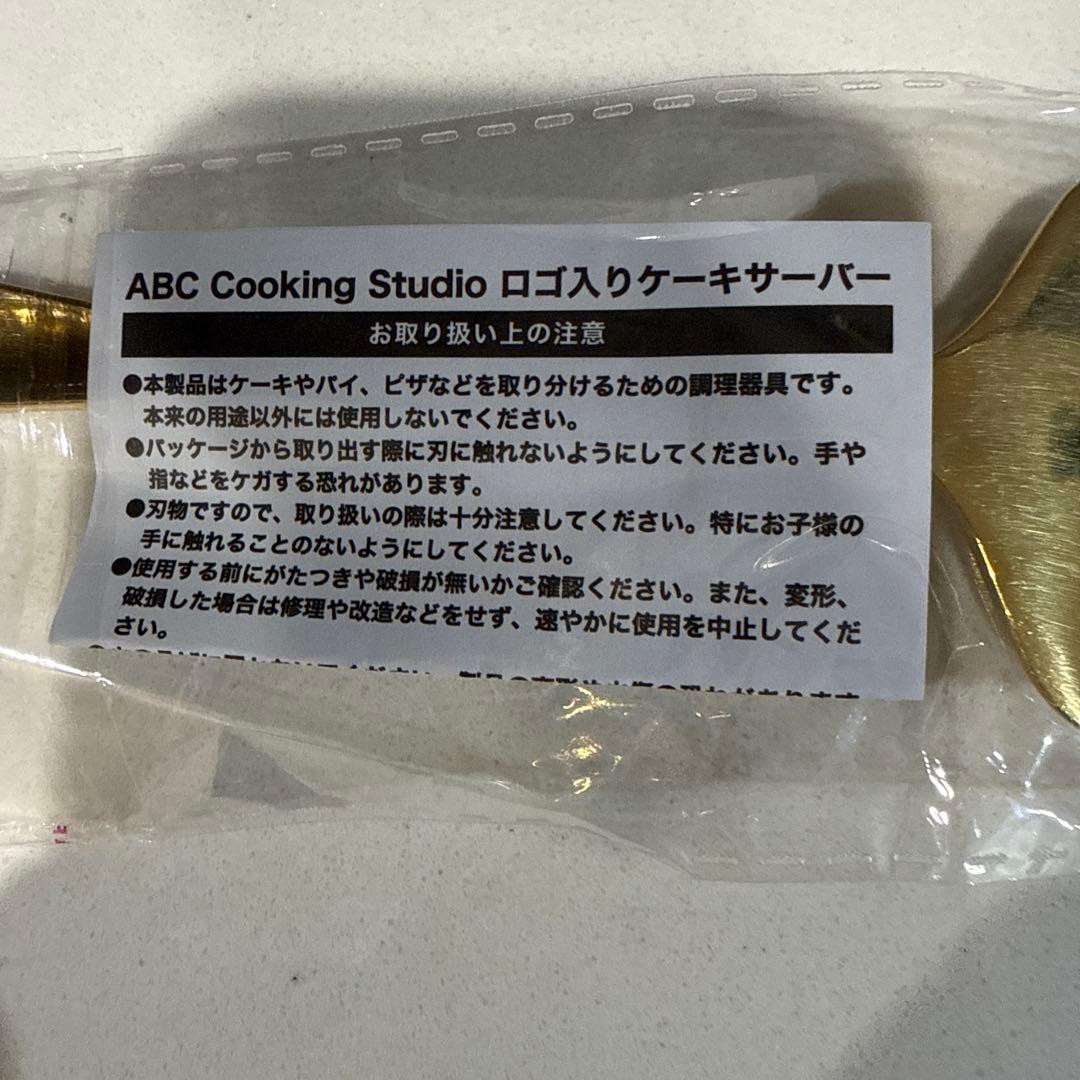 ABC Cooking Studio ロゴ入りケーキサーバー
お取り扱い上の注意
●本製品はケーキやパイ、ピザなどを取り分けるための調理器具です。
本来の用途以外には使用しないでください。
●パッケージから取り出す際に刃に触れないようにしてください。手や
指などをケガする恐れがあります。
●刃物ですので、取り扱いの際は十分注意してください。特にお子様の
手に触れることのないようにしてください。
●使用する前にがたつきや破損が無いかご確認ください。また、変形、
破損した場合は修理や改造などをせず、速やかに使用を中止してくだ
さい。